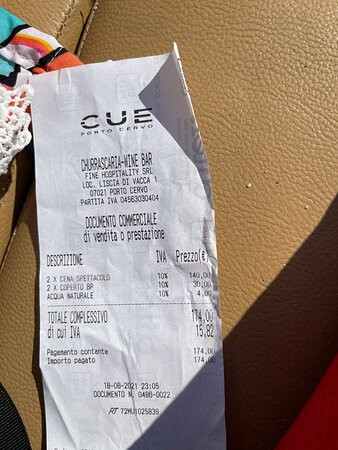 CUE
PORTO CERVO
CHURRASCARIA-WINE BAR
FINE HOSPITALITY SRL
LOC. LISCIA DI VACCA 1
07021 PORTO CERVO
PARTITA IVA 04563030404
DOCUMENTO COMMERCIALE
di vendita o prestazione
DESCRIZIONE IVA Prezzo(€)
2 X CENA SPETTACOLO 10% 140,00
2 X COPERTO BP 10% 30,00
ACQUA NATURALE 10% 4,00
TOTALE COMPLESSIVO 174,00
di cui IVA 15,82
Pagamento contante 174,00
Importo pagato 174,00
18-08-2021 23:05
DOCUMENTO N. 0486-0022
RT 72MU1025839